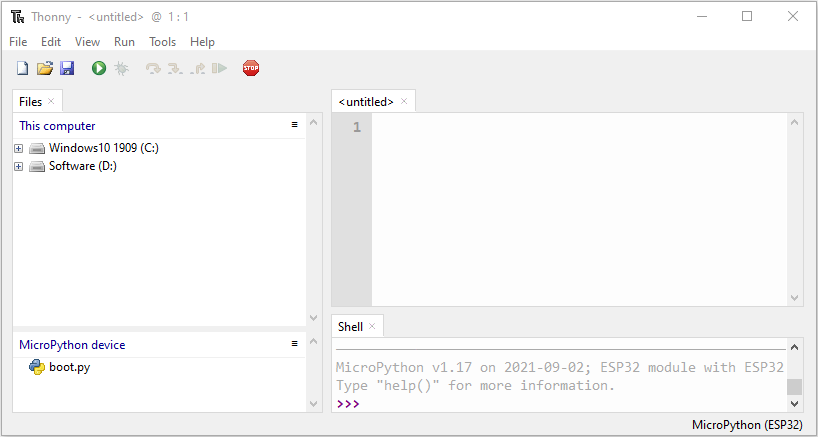 Thonny - <untitled> @ 1:1
File Edit View Run Tools Help
STOP
Files
This computer
Windows10 1909 (C:)
Software (D:)
MicroPython device
boot.py
<untitled>
1
Shell
MicroPython v1.17 on 2021-09-02; ESP32 module with ESP32
Type "help()" for more information.
>>>
MicroPython (ESP32)